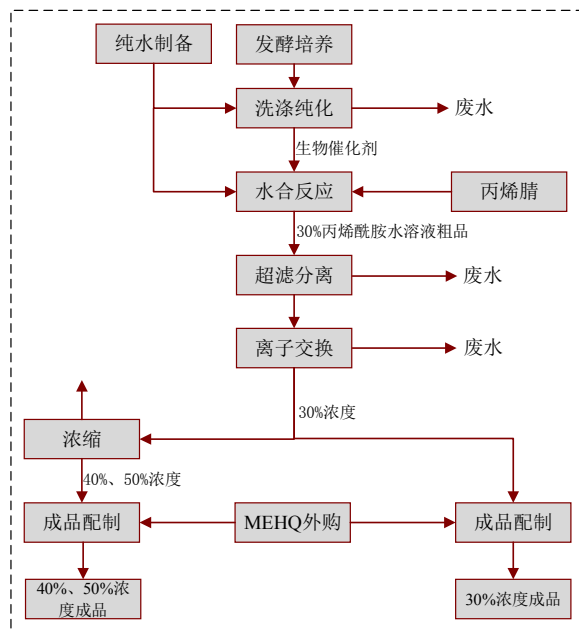 纯水制备
发酵培养
洗涤纯化
废水
生物催化剂
水合反应
丙烯腈
30%丙烯酰胺水溶液粗品
超滤分离
废水
离子交换
废水
30%浓度
浓缩
40%、50%浓度
成品配制
MEHQ外购
成品配制
40%、50%浓
度成品
30%浓度成品